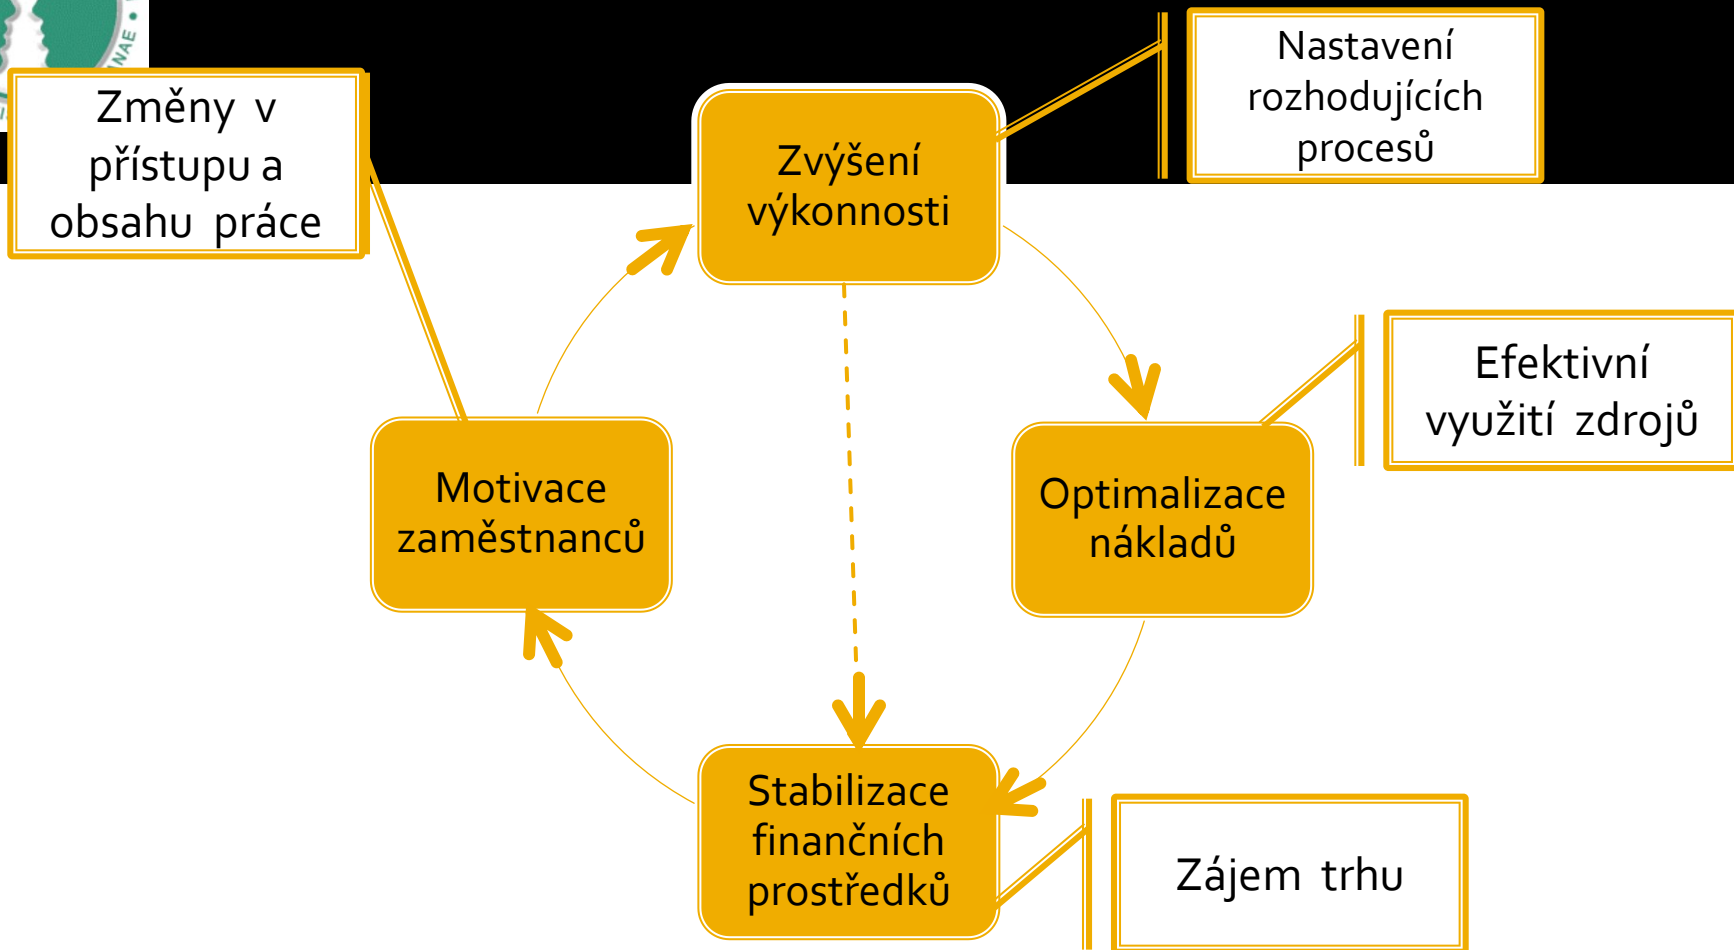 NAE •
Změny v
přístupu a
obsahu práce
Zvýšení
výkonnosti
Nastavení
rozhodujících
procesů
Efektivní
využití zdrojů
Motivace
zaměstnanců
Optimalizace
nákladů
Stabilizace
finančních
prostředků
Zájem trhu